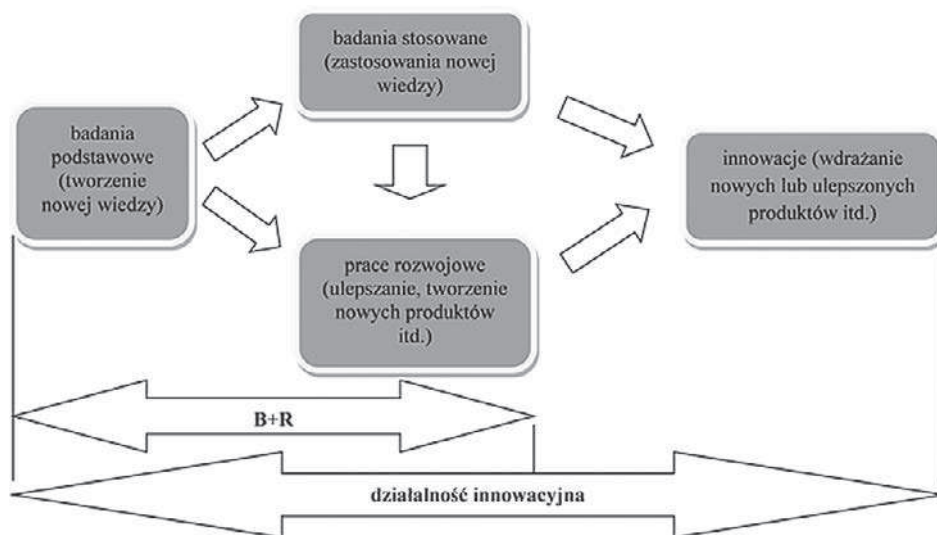 badania stosowane
(zastosowania nowej
wiedzy)
badania
podstawowe
(tworzenie
nowej wiedzy)
innowacje (wdrażanie
nowych lub ulepszonych
produktów itd.)
prace rozwojowe
(ulepszanie, tworzenie
nowych produktów
itd.)
B+R
działalność innowacyjna